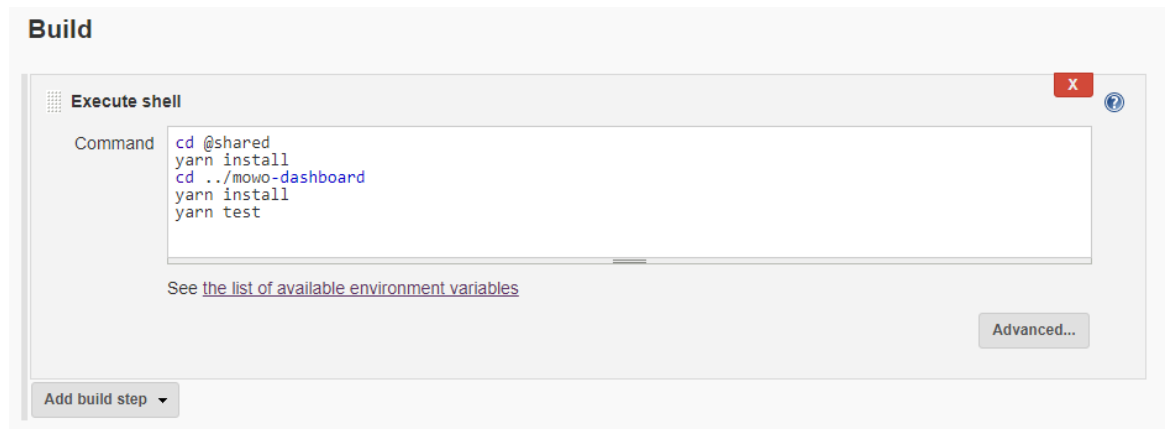 Build
X
Execute shell
Command
cd @shared
yarn install
cd ../mowo-dashboard
yarn install
yarn test
See the list of available environment variables
Advanced...
Add build step